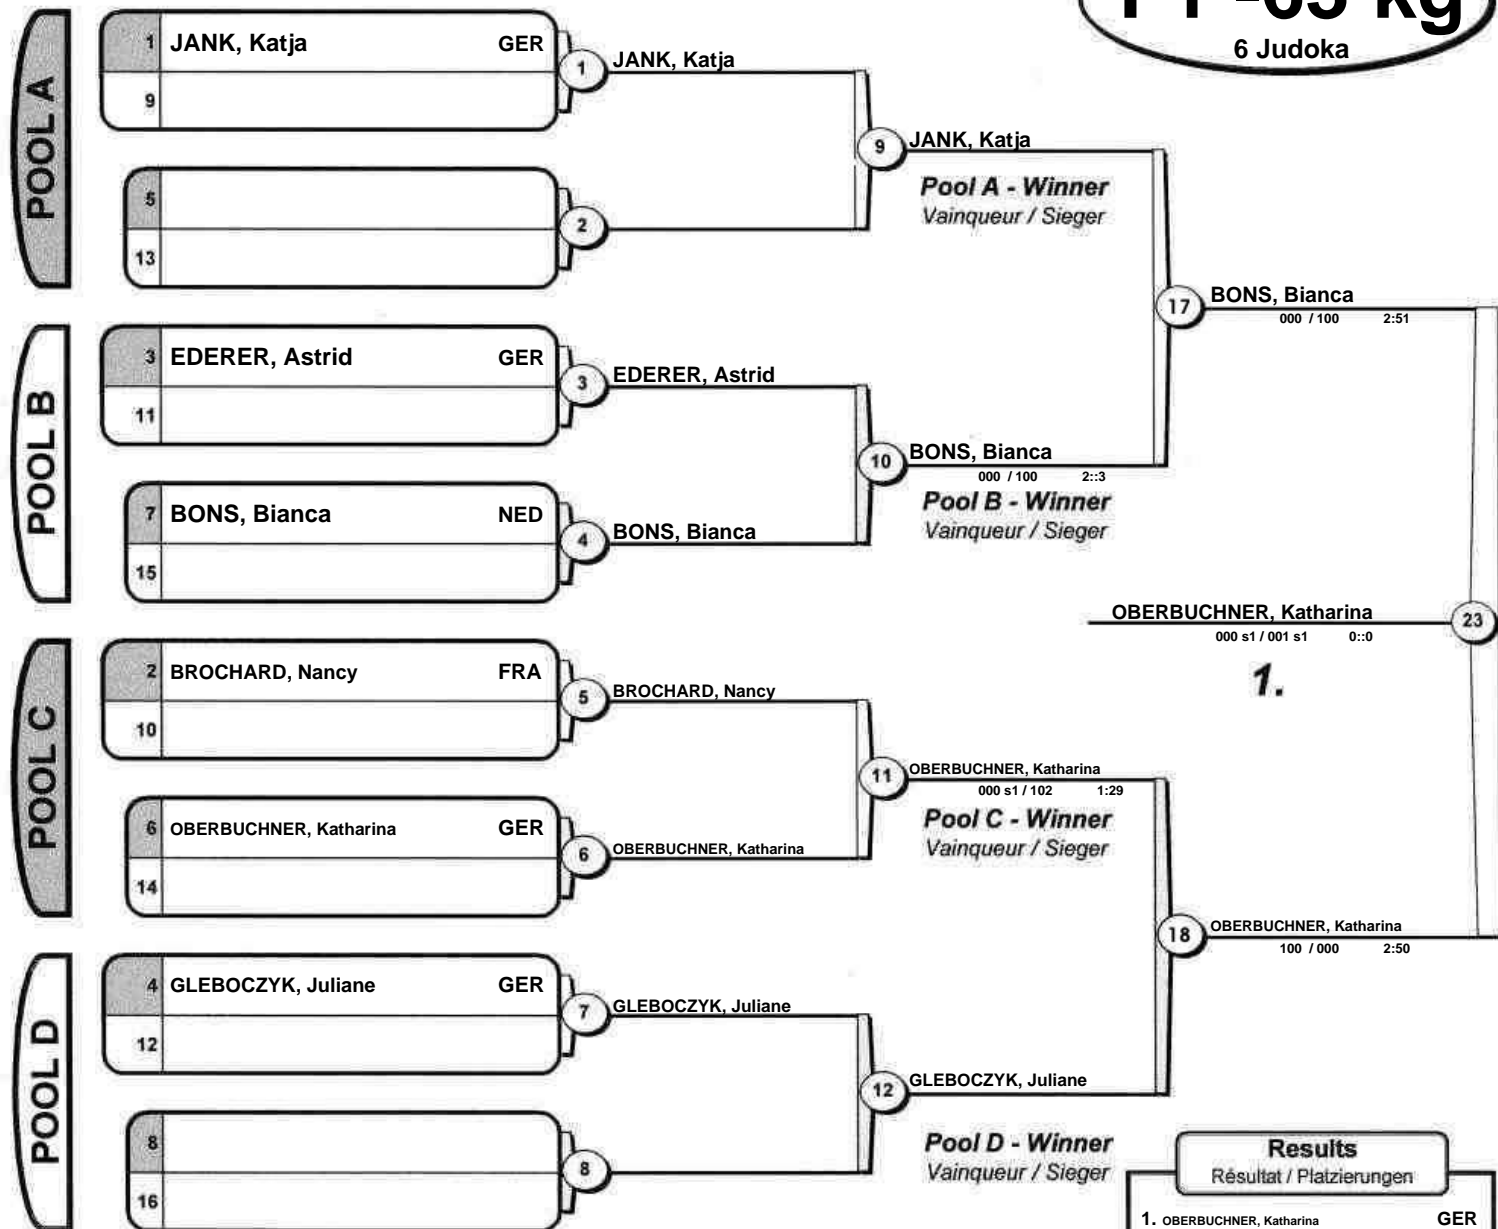 -63 kg
6 Judoka
POOL A
1 JANK, Katja GER
9
1 JANK, Katja
5
13
2
9 JANK, Katja
Pool A - Winner
Vainqueur / Sieger
POOL B
3 EDERER, Astrid GER
11
3 EDERER, Astrid
7 BONS, Bianca NED
15
4 BONS, Bianca
10 BONS, Bianca
000 / 100 2::3
Pool B - Winner
Vainqueur / Sieger
17 BONS, Bianca
000 / 100 2:51
POOL C
2 BROCHARD, Nancy FRA
10
5 BROCHARD, Nancy
6 OBERBUCHNER, Katharina GER
14
6 OBERBUCHNER, Katharina
11 OBERBUCHNER, Katharina
000 s1 / 102 1:29
Pool C - Winner
Vainqueur / Sieger
OBERBUCHNER, Katharina 23
000 s1 / 001 s1 0::0
1.
POOL D
4 GLEBOCZYK, Juliane GER
12
7 GLEBOCZYK, Juliane
8
16
8
12 GLEBOCZYK, Juliane
Pool D - Winner
Vainqueur / Sieger
18 OBERBUCHNER, Katharina
100 / 000 2:50
Results
Résultat / Platzierungen
1. OBERBUCHNER, Katharina GER